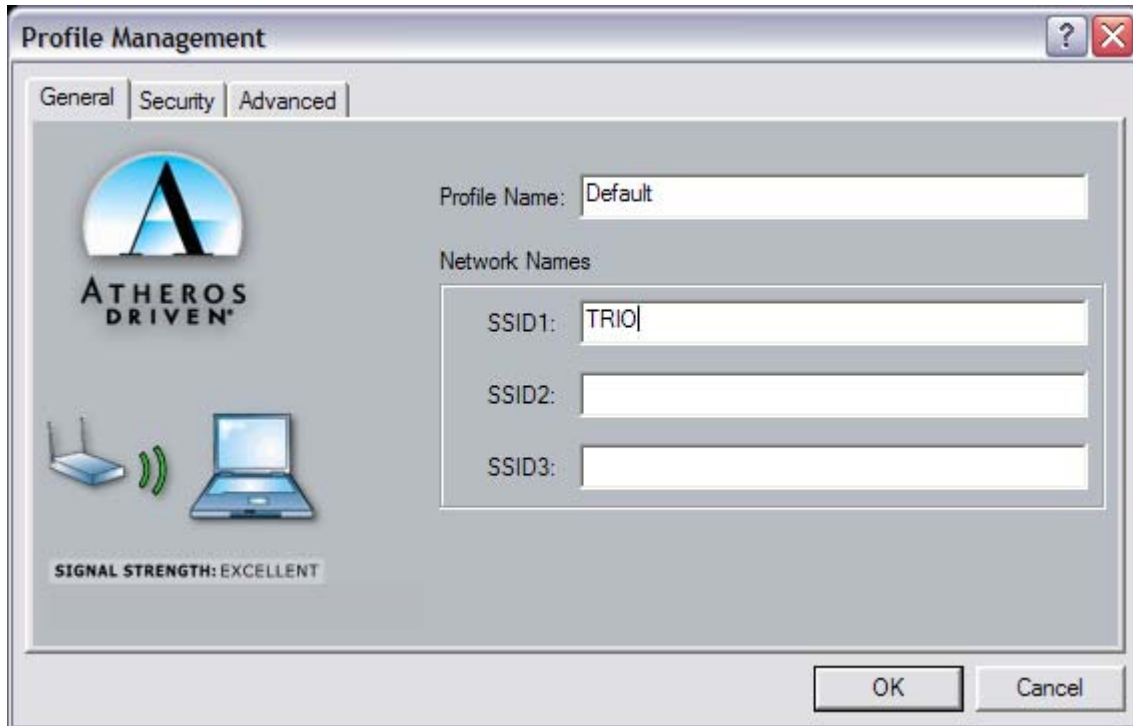 Profile Management
General Security Advanced
ATHEROS
DRIVEN®
Profile Name: Default
Network Names
SSID1: TRIO
SSID2:
SSID3:
SIGNAL STRENGTH: EXCELLENT
OK Cancel